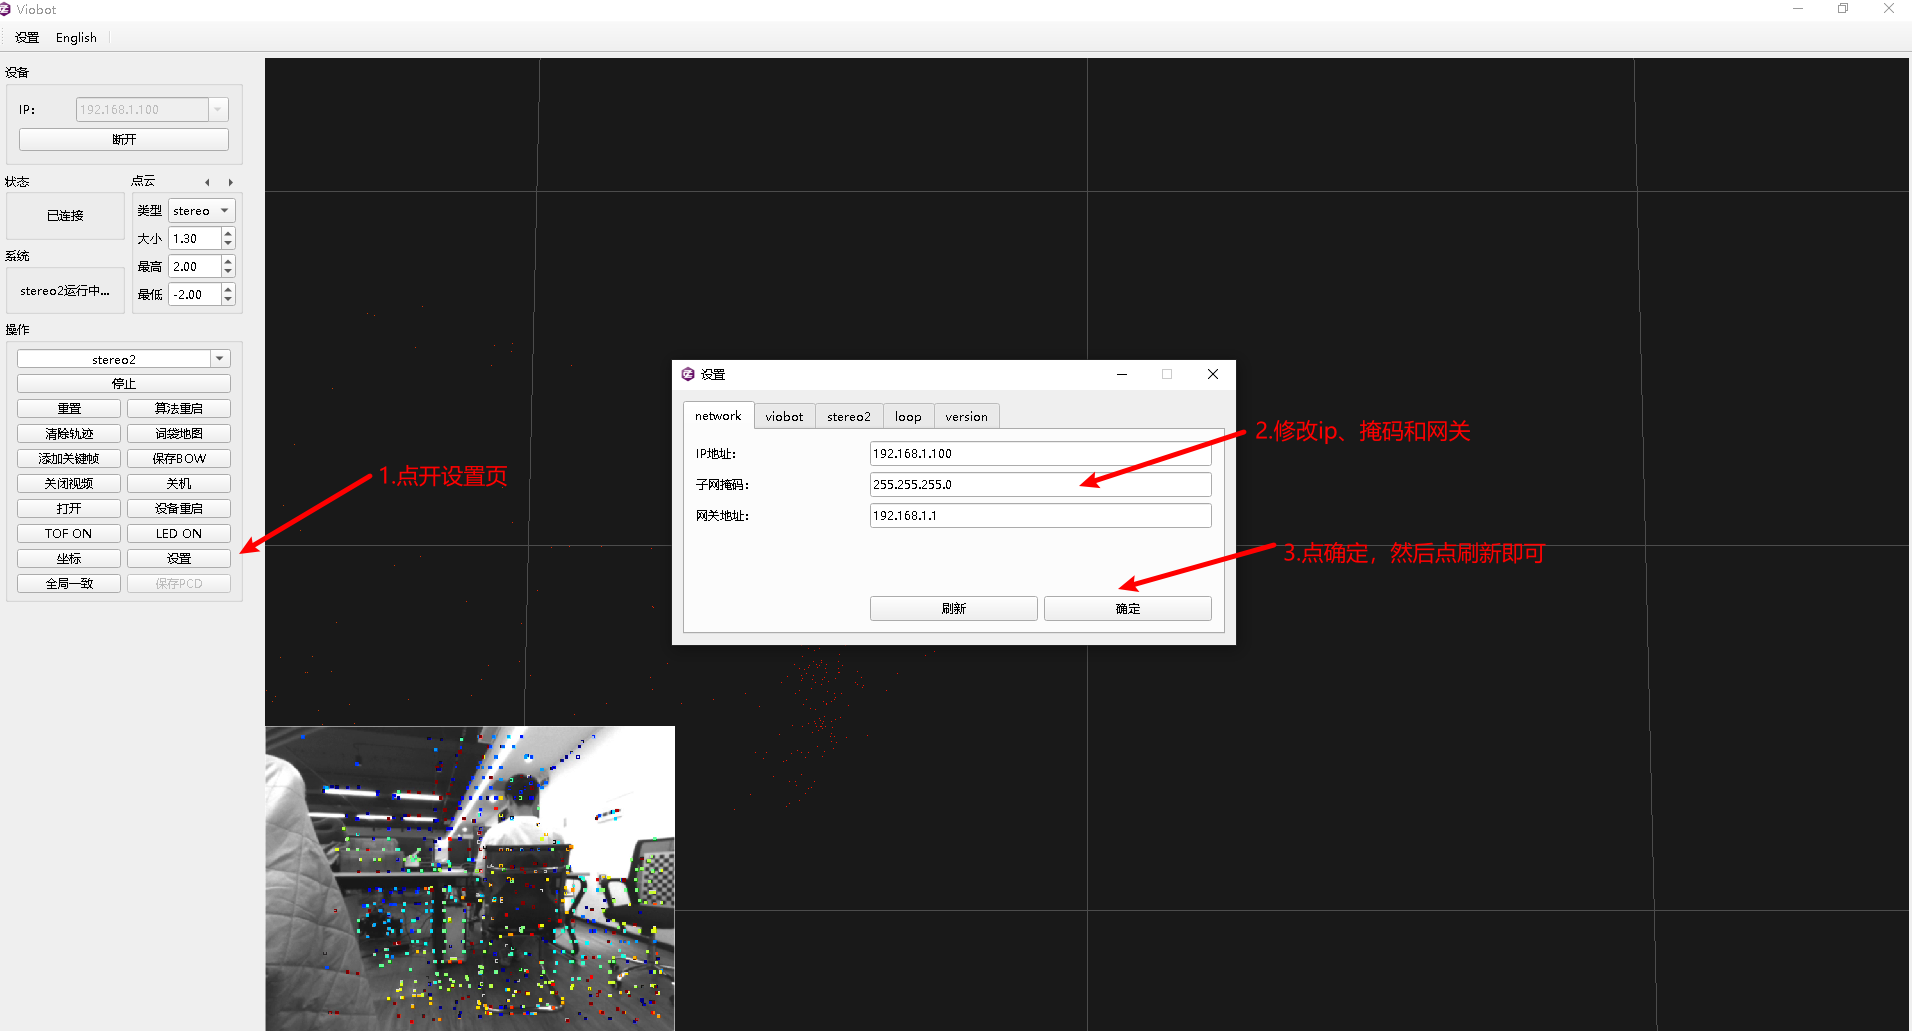 Viobot
设置 English
设备
IP: 192.168.1.100
断开
状态
已连接
系统
stereo2运行中...
点云
类型 stereo
大小 1.30
最高 2.00
最低 -2.00
操作
stereo2
停止
重置 算法重启
清除轨迹 词袋地图
添加关键帧 保存BOW
关闭视频 关机
打开 设备重启
TOF ON LED ON
坐标 设置
全局一致 保存PCD
1.点开设置页
设置
network viobot stereo2 loop version
IP地址: 192.168.1.100
子网掩码: 255.255.255.0
网关地址: 192.168.1.1
刷新 确定
2.修改ip、掩码和网关
3.点确定，然后点刷新即可